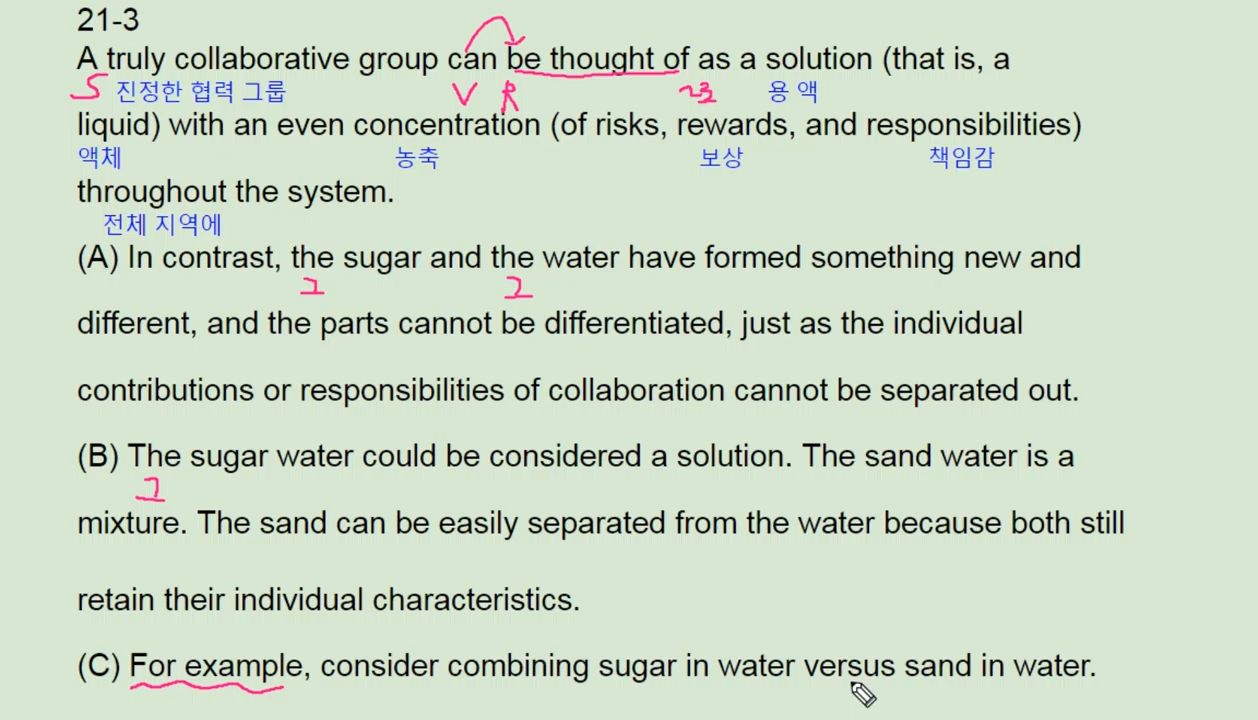 21-3
A truly collaborative group can be thought of as a solution (that is, a
S 진정한 협력 그룹 V R 용 액
liquid) with an even concentration (of risks, rewards, and responsibilities)
액체 농축 보상 책임감
throughout the system.
전체 지역에
(A) In contrast, the sugar and the water have formed something new and
그 그
different, and the parts cannot be differentiated, just as the individual
contributions or responsibilities of collaboration cannot be separated out.
(B) The sugar water could be considered a solution. The sand water is a
그
mixture. The sand can be easily separated from the water because both still
retain their individual characteristics.
(C) For example, consider combining sugar in water versus sand in water.